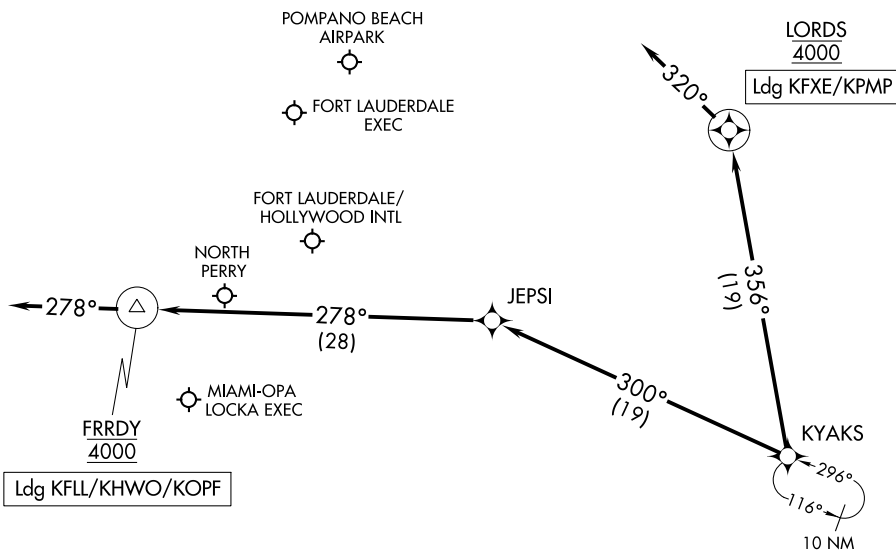 POMPANO BEACH
AIRPARK
LORDS
4000
Ldg KFXE/KPMP
320°
FORT LAUDERDALE
EXEC
FORT LAUDERDALE/
HOLLYWOOD INTL
NORTH
PERRY
356°
(19)
JEPSI
278°
278°
(28)
300°
(19)
MIAMI-OPA
LOCKA EXEC
FRRDY
4000
Ldg KFLL/KHWO/KOPF
KYAKS
296°
116°
10 NM